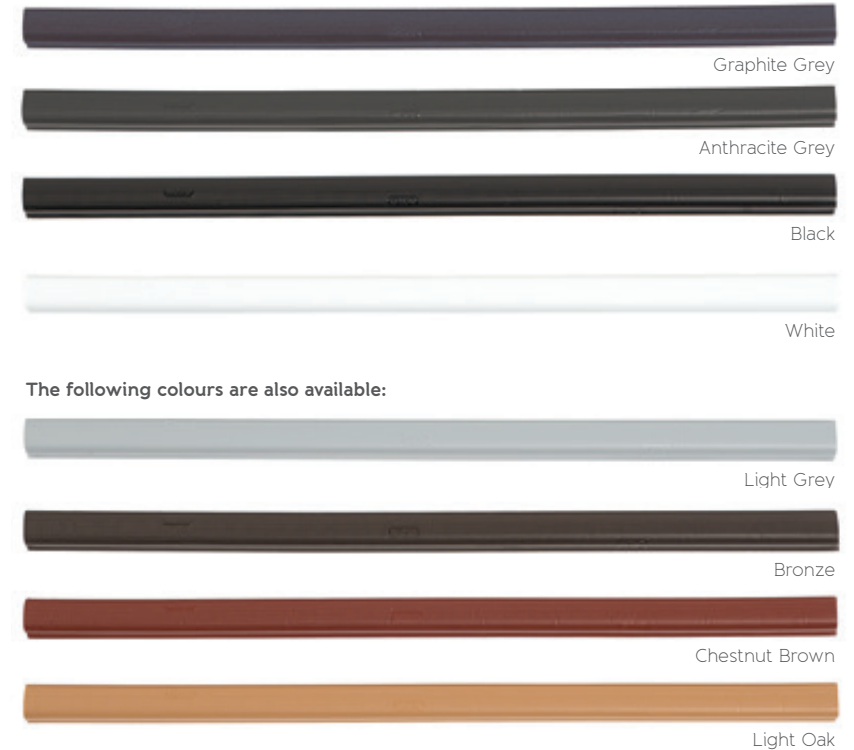 Graphite Grey
Anthracite Grey
Black
White
The following colours are also available:
Light Grey
Bronze
Chestnut Brown
Light Oak